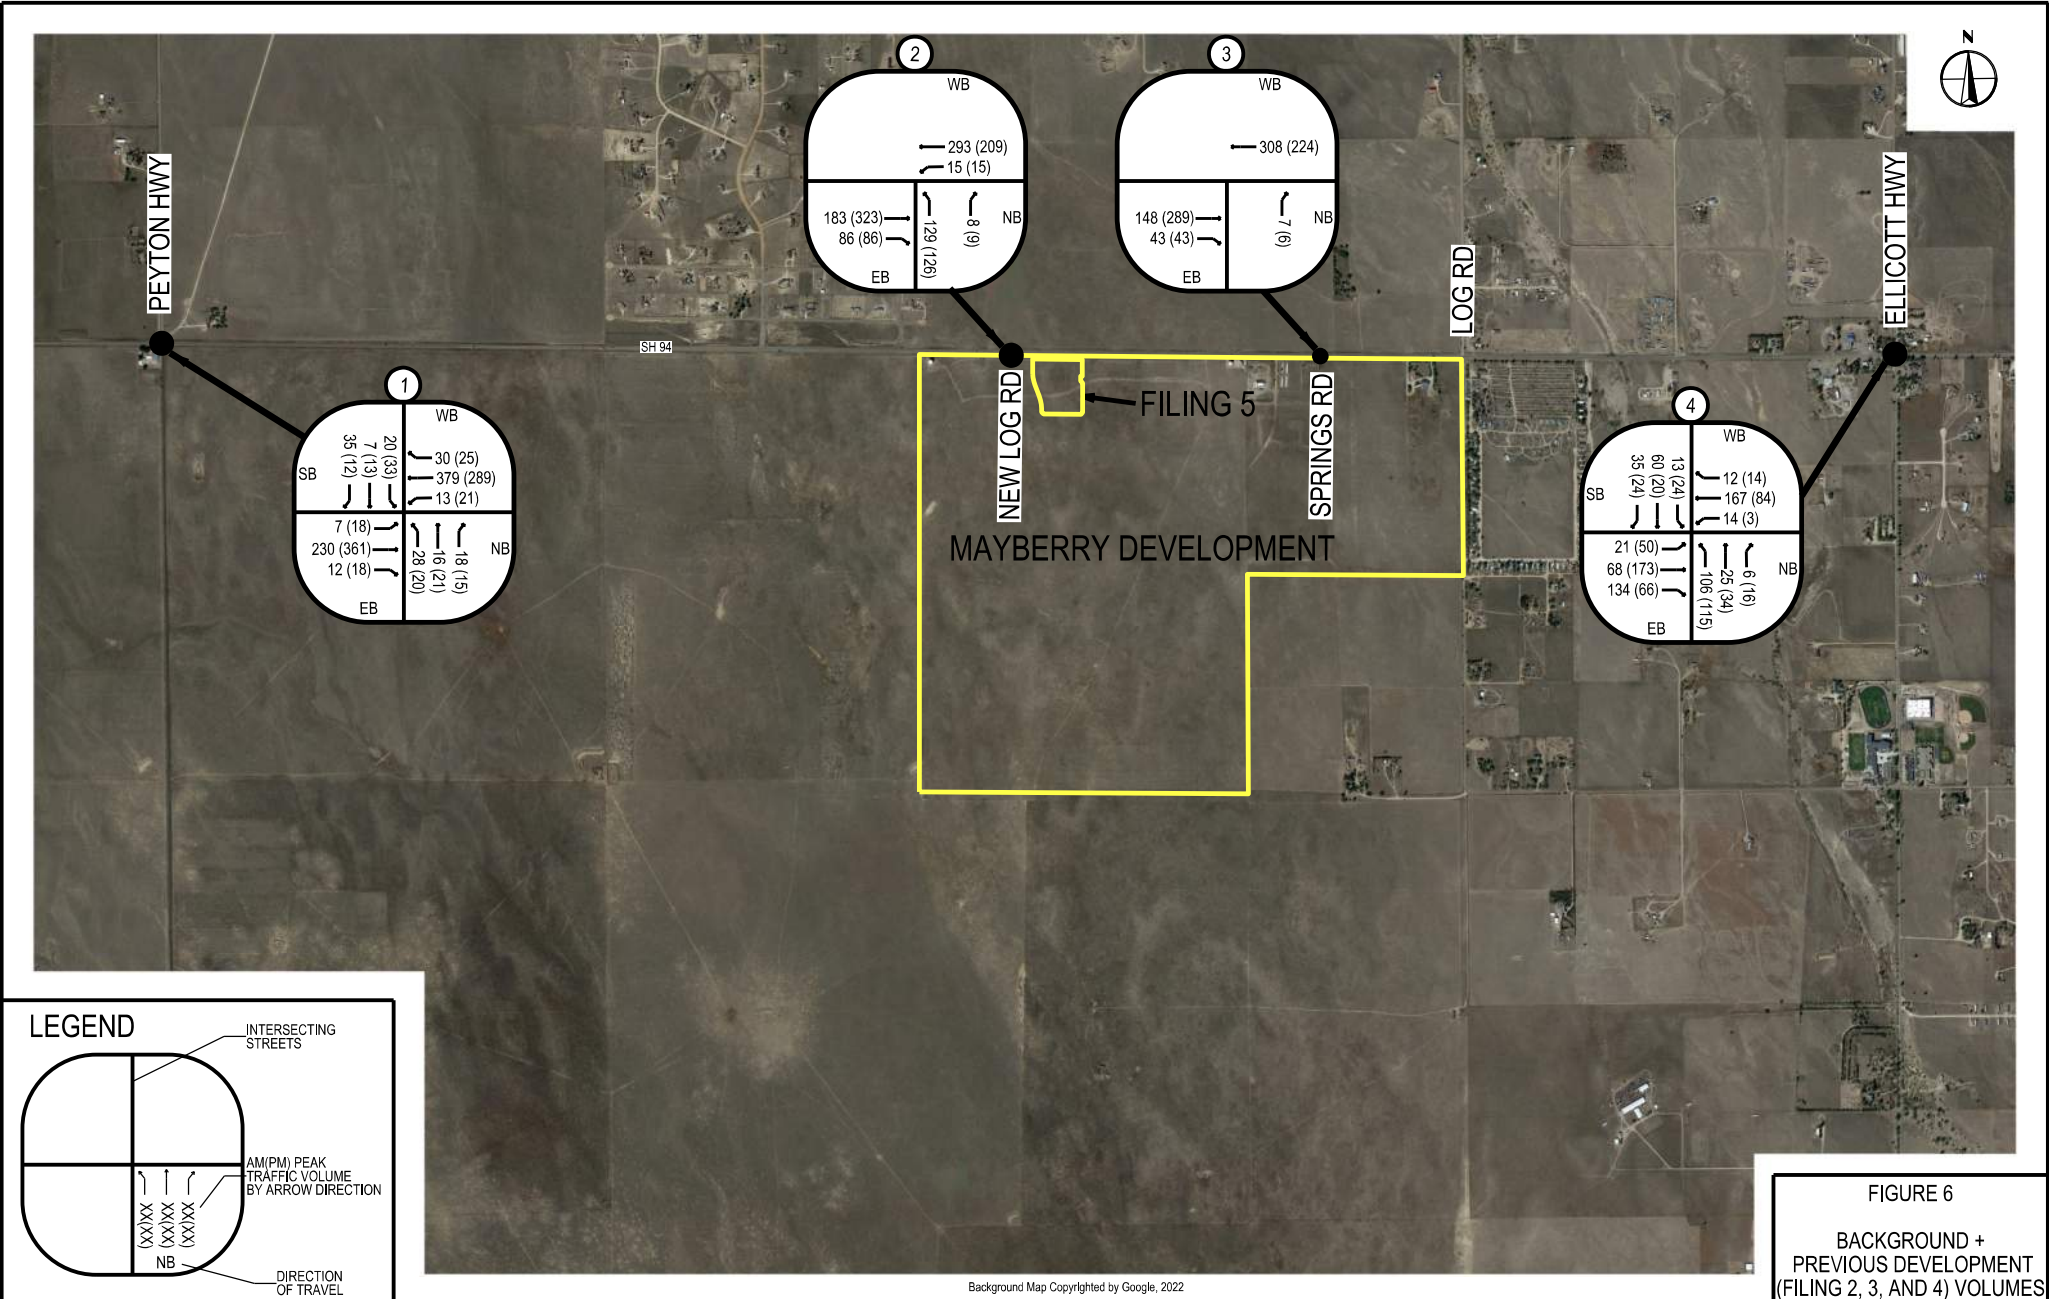 N
2
WB
293 (209)
15 (15)
183 (323)
86 (86)
129 (126)
8 (9)
NB
EB
3
WB
308 (224)
148 (289)
43 (43)
7 (6)
NB
EB
PEYTON HWY
SH 94
LOG RD
ELLICOTT HWY
NEW LOG RD
FILING 5
SPRINGS RD
MAYBERRY DEVELOPMENT
1
WB
SB
35 (12)
7 (13)
20 (33)
30 (25)
379 (289)
13 (21)
7 (18)
230 (361)
12 (18)
28 (20)
16 (21)
18 (15)
NB
EB
4
WB
SB
35 (24)
60 (20)
13 (24)
12 (14)
167 (84)
14 (3)
21 (50)
68 (173)
134 (66)
106 (115)
25 (34)
6 (16)
NB
EB
LEGEND
INTERSECTING
STREETS
AM(PM) PEAK
TRAFFIC VOLUME
BY ARROW DIRECTION
XX(XX)
XX(XX)
XX(XX)
NB
DIRECTION
OF TRAVEL
Background Map Copyrighted by Google, 2022
FIGURE 6
BACKGROUND +
PREVIOUS DEVELOPMENT
(FILING 2, 3, AND 4) VOLUMES